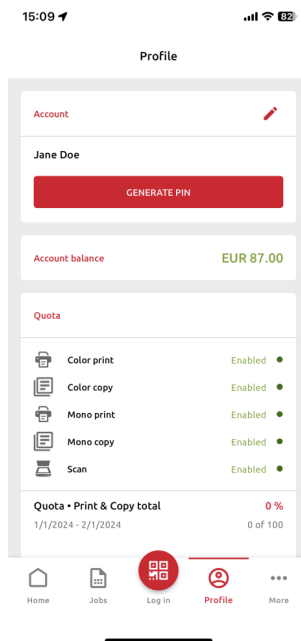 15:09
82
Profile
Account
Jane Doe
GENERATE PIN
Account balance EUR 87.00
Quota
Color print Enabled
Color copy Enabled
Mono print Enabled
Mono copy Enabled
Scan Enabled
Quota • Print & Copy total 0 %
1/1/2024 - 2/1/2024 0 of 100
Home Jobs Log in Profile More